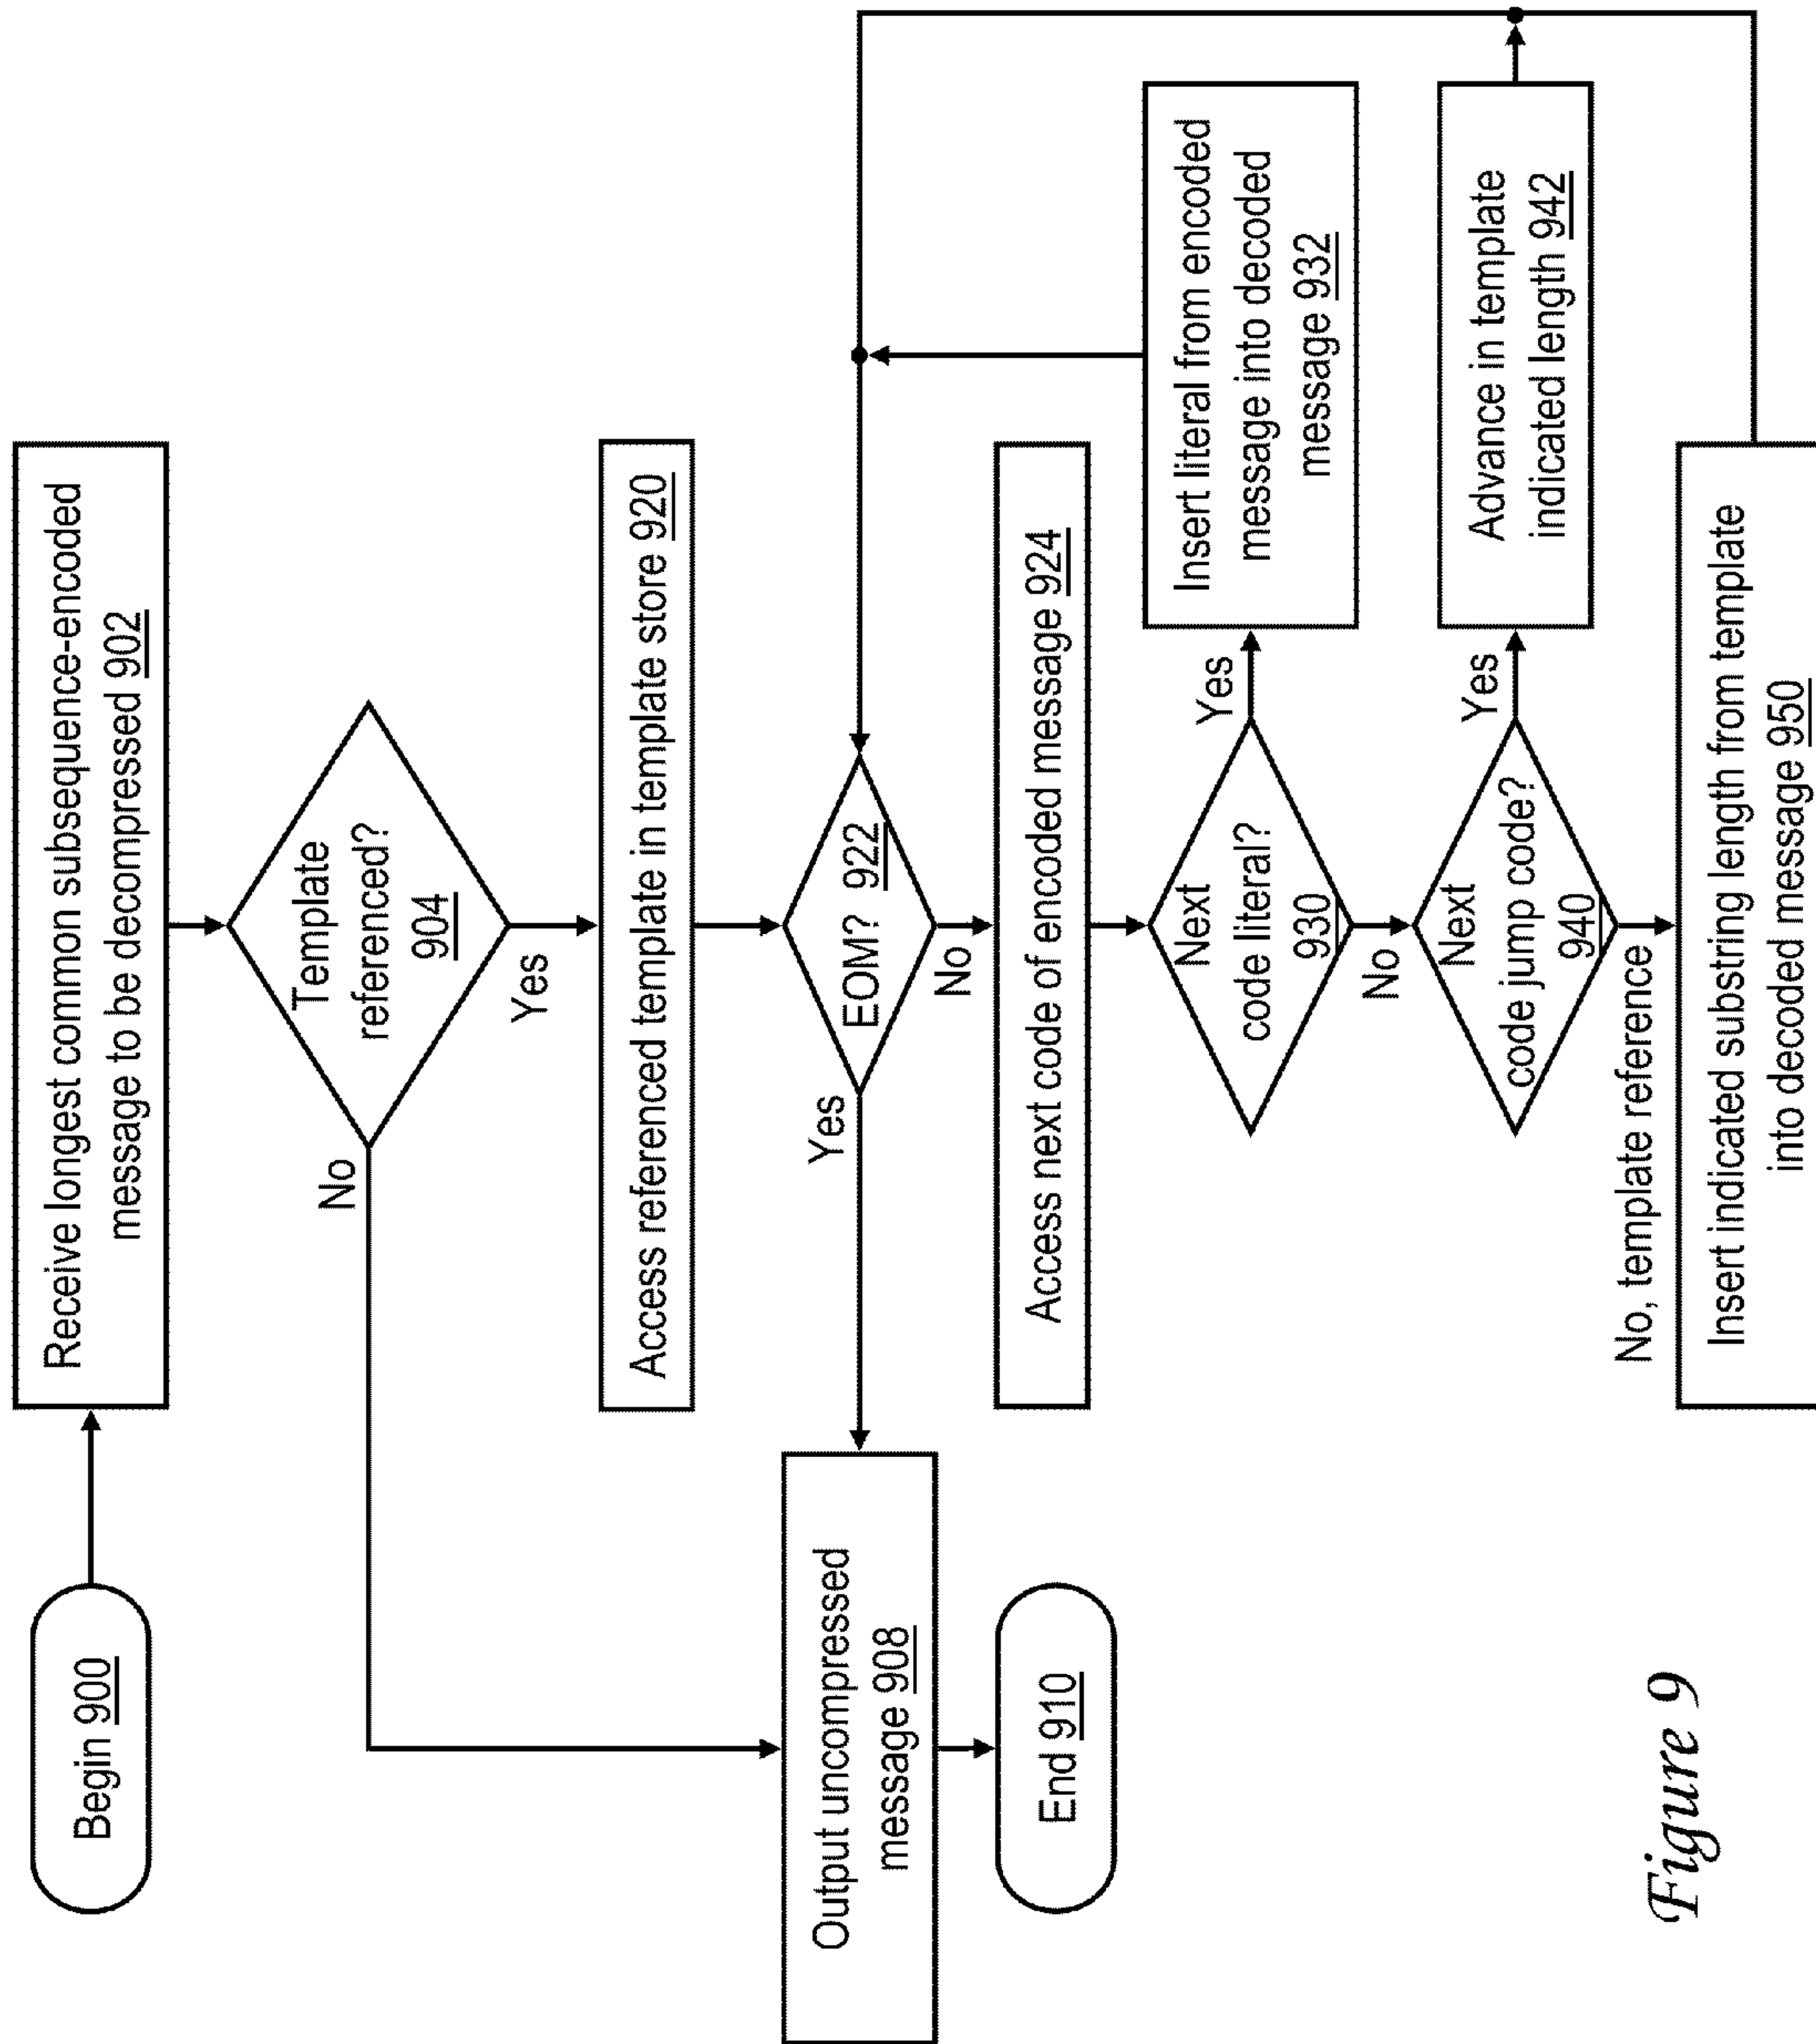 Begin 900
Receive longest common subsequence-encoded
message to be decompressed 902
Template
referenced?
904
No
Yes
Access referenced template in template store 920
Output uncompressed
message 908
Yes
EOM? 922
No
End 910
Access next code of encoded message 924
Next
code literal?
930
Yes
Insert literal from encoded
message into decoded
message 932
No
Next
code jump code?
940
Yes
Advance in template
indicated length 942
No, template reference
Insert indicated substring length from template
into decoded message 950
Figure 9